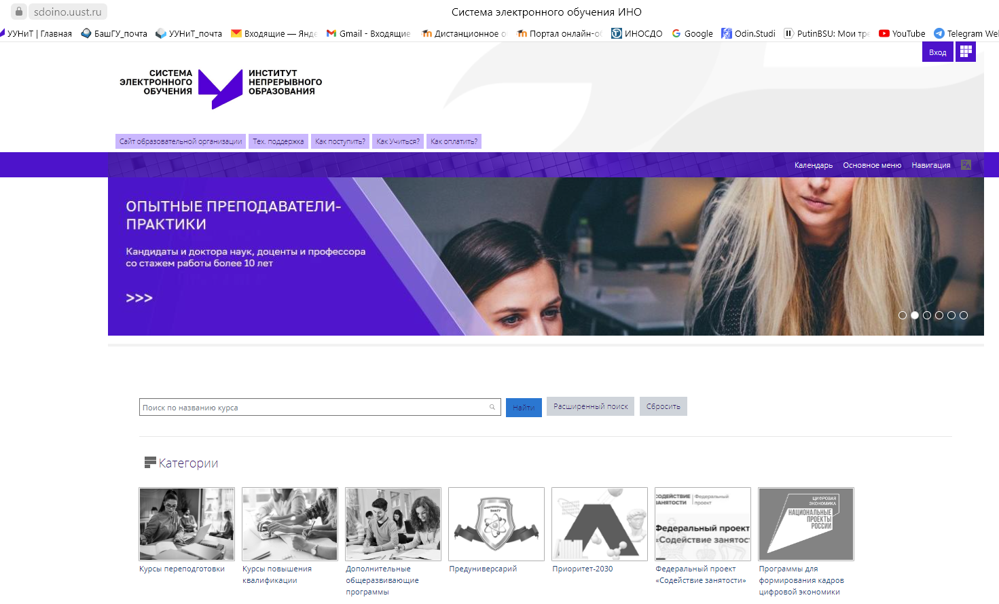 sdoino.uust.ru
Система электронного обучения ИНО
УУНиТ | Главная
БашГУ_почта
УУНиТ_почта
Входящие — Янде
Gmail - Входящие
Дистанционное о
Портал онлайн-об
ИНОСДО
Google
Odin.Studi
PutinBSU: Мои тре
YouTube
Telegram Wel
Вход
СИСТЕМА
ЭЛЕКТРОННОГО
ОБУЧЕНИЯ
ИНСТИТУТ
НЕПРЕРЫВНОГО
ОБРАЗОВАНИЯ
Сайт образовательной организации
Тех. поддержка
Как поступить?
Как Учиться?
Как оплатить?
Календарь
Основное меню
Навигация
ОПЫТНЫЕ ПРЕПОДАВАТЕЛИ-
ПРАКТИКИ
Кандидаты и доктора наук, доценты и профессора
со стажем работы более 10 лет
>>>
Поиск по названию курса
Найти
Расширенный поиск
Сбросить
Категории
СОДЕЙСТВИЕ
ЗАНЯТОСТИ
Федеральный
проект
Федеральный проект
«Содействие занятос
ЦИФРОВАЯ
ЭКОНОМИКА
НАЦИОНАЛЬНЫЕ
ПРОЕКТЫ
РОССИИ
Курсы переподготовки
Курсы повышения
квалификации
Дополнительные
общеразвивающие
программы
Предуниверсарий
Приоритет-2030
Федеральный проект
«Содействие занятости»
Программы для
формирования кадров
цифровой экономики